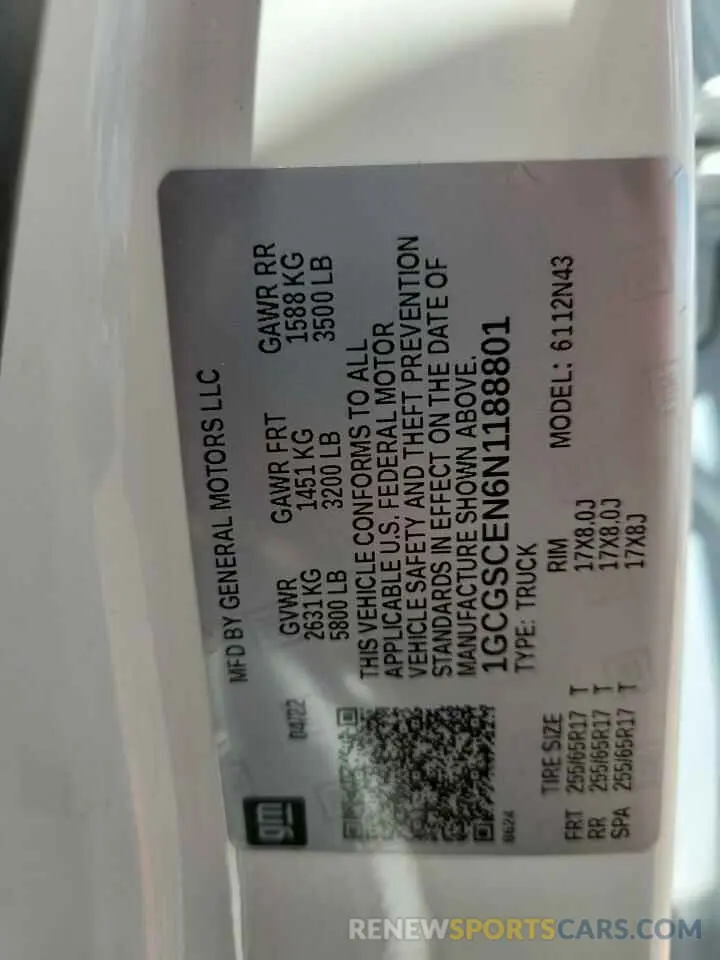 MFD BY GENERAL MOTORS LLC
gm
04/22
GVWR GAWR FRT GAWR RR
2631 KG 1451 KG 1588 KG
5800 LB 3200 LB 3500 LB
THIS VEHICLE CONFORMS TO ALL
APPLICABLE U.S. FEDERAL MOTOR
VEHICLE SAFETY AND THEFT PREVENTION
STANDARDS IN EFFECT ON THE DATE OF
MANUFACTURE SHOWN ABOVE.
1GCGSCEN6N1188801
TYPE: TRUCK
MODEL: 6112N43
TIRE SIZE RIM
FRT 255/65R17 T 17X8.0J
RR 255/65R17 T 17X8.0J
SPA 255/65R17 T 17X8J
RENEWSPORTSCARS.COM